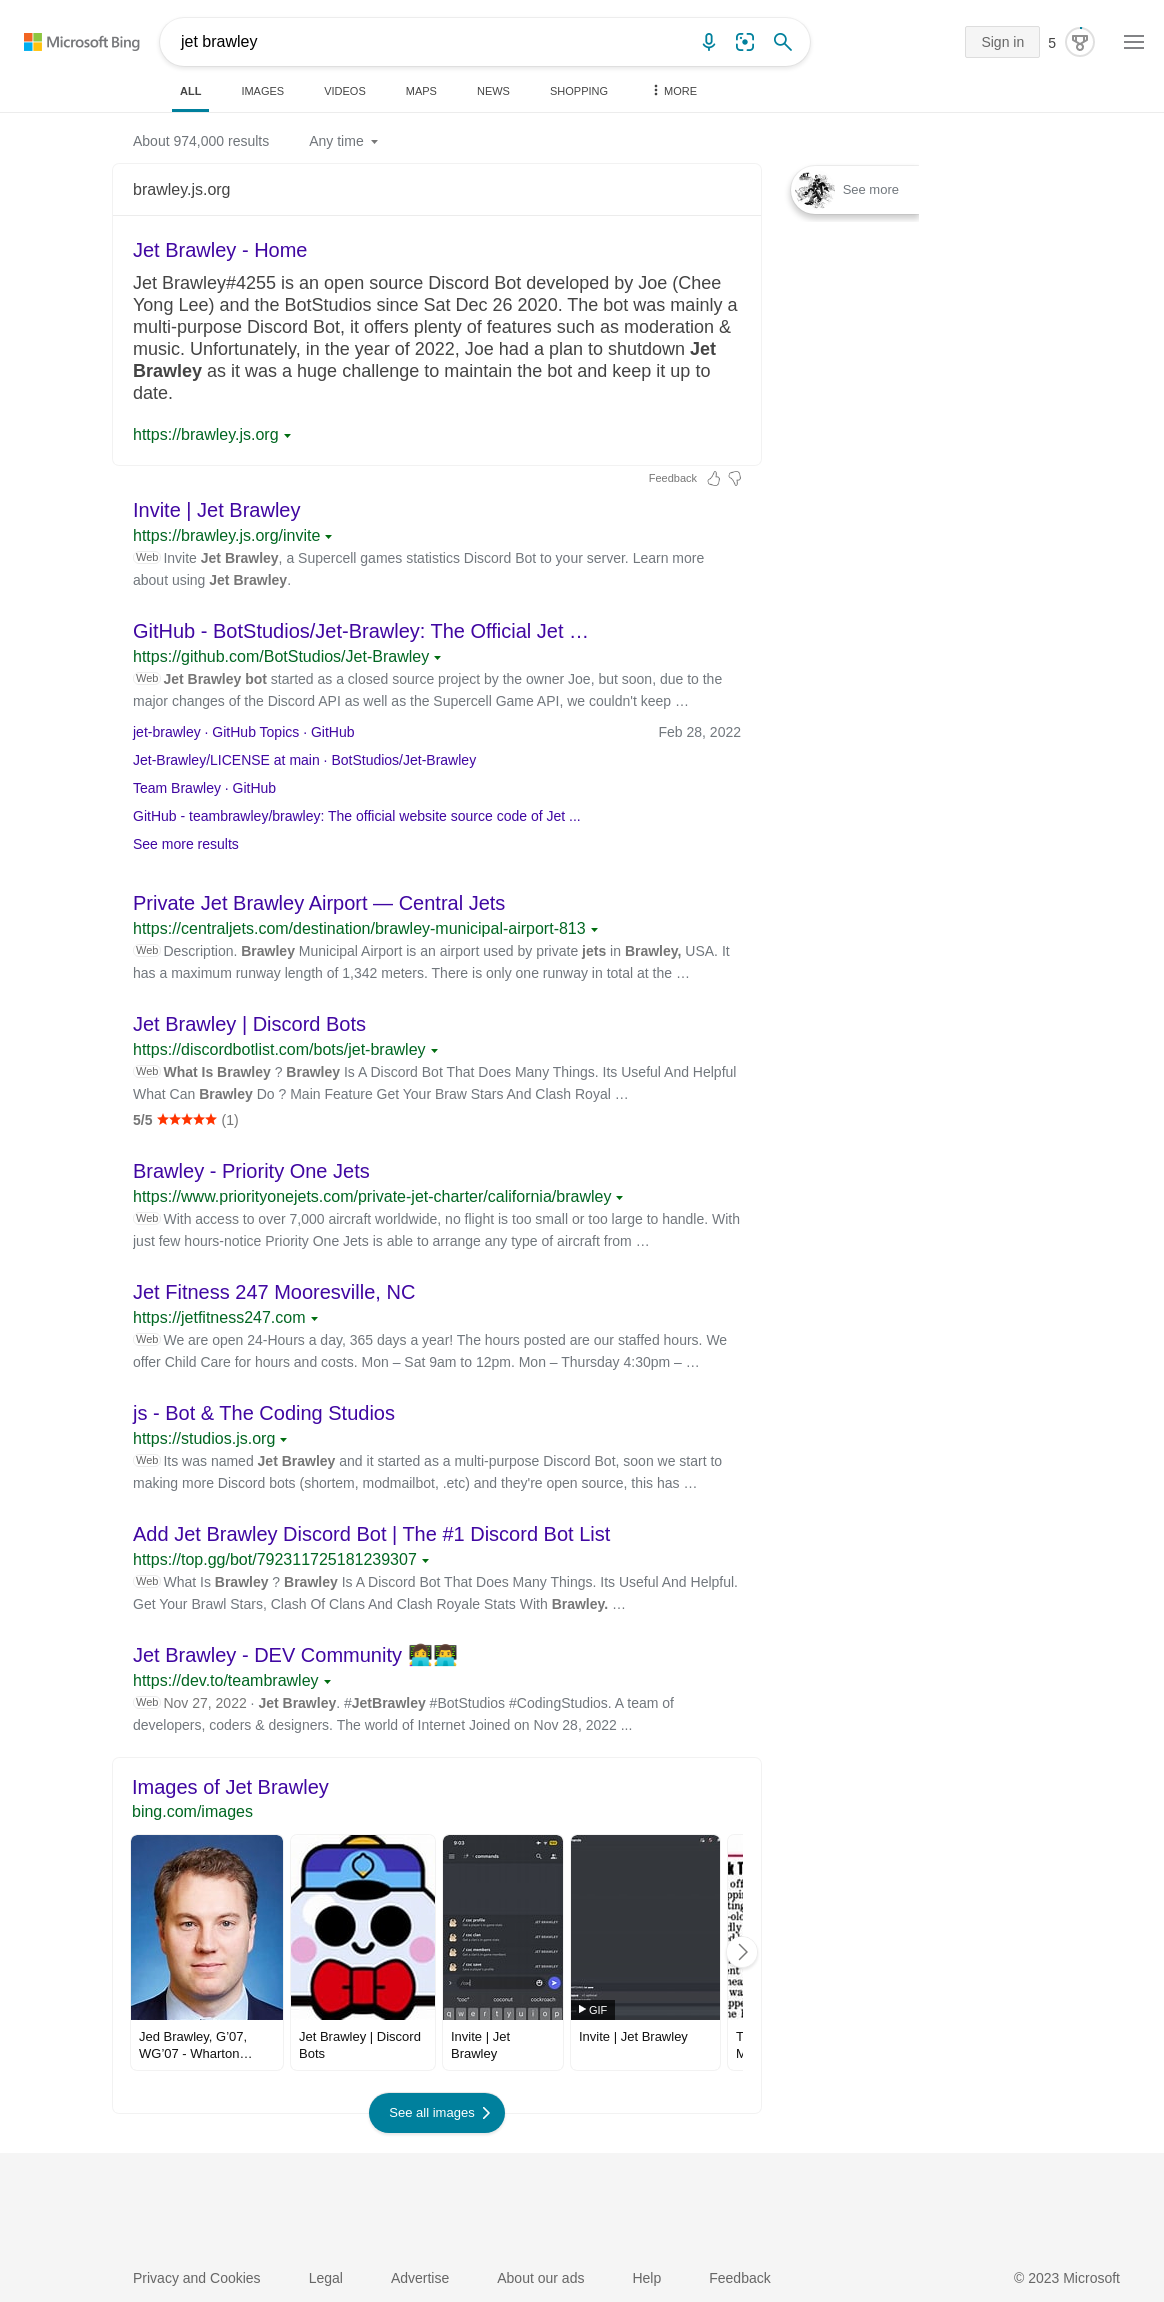 Microsoft Bing
jet brawley
Sign in
5
ALL IMAGES VIDEOS MAPS NEWS SHOPPING MORE
About 974,000 results Any time
brawley.js.org
See more
Jet Brawley - Home
Jet Brawley#4255 is an open source Discord Bot developed by Joe (Chee
Yong Lee) and the BotStudios since Sat Dec 26 2020. The bot was mainly a
multi-purpose Discord Bot, it offers plenty of features such as moderation &
music. Unfortunately, in the year of 2022, Joe had a plan to shutdown Jet
Brawley as it was a huge challenge to maintain the bot and keep it up to
date.
https://brawley.js.org
Feedback
Invite | Jet Brawley
https://brawley.js.org/invite
Web Invite Jet Brawley, a Supercell games statistics Discord Bot to your server. Learn more
about using Jet Brawley.
GitHub - BotStudios/Jet-Brawley: The Official Jet …
https://github.com/BotStudios/Jet-Brawley
Web Jet Brawley bot started as a closed source project by the owner Joe, but soon, due to the
major changes of the Discord API as well as the Supercell Game API, we couldn't keep …
jet-brawley · GitHub Topics · GitHub Feb 28, 2022
Jet-Brawley/LICENSE at main · BotStudios/Jet-Brawley
Team Brawley · GitHub
GitHub - teambrawley/brawley: The official website source code of Jet ...
See more results
Private Jet Brawley Airport — Central Jets
https://centraljets.com/destination/brawley-municipal-airport-813
Web Description. Brawley Municipal Airport is an airport used by private jets in Brawley, USA. It
has a maximum runway length of 1,342 meters. There is only one runway in total at the …
Jet Brawley | Discord Bots
https://discordbotlist.com/bots/jet-brawley
Web What Is Brawley ? Brawley Is A Discord Bot That Does Many Things. Its Useful And Helpful
What Can Brawley Do ? Main Feature Get Your Braw Stars And Clash Royal …
5/5 ★★★★★ (1)
Brawley - Priority One Jets
https://www.priorityonejets.com/private-jet-charter/california/brawley
Web With access to over 7,000 aircraft worldwide, no flight is too small or too large to handle. With
just few hours-notice Priority One Jets is able to arrange any type of aircraft from …
Jet Fitness 247 Mooresville, NC
https://jetfitness247.com
Web We are open 24-Hours a day, 365 days a year! The hours posted are our staffed hours. We
offer Child Care for hours and costs. Mon – Sat 9am to 12pm. Mon – Thursday 4:30pm – …
js - Bot & The Coding Studios
https://studios.js.org
Web Its was named Jet Brawley and it started as a multi-purpose Discord Bot, soon we start to
making more Discord bots (shortem, modmailbot, .etc) and they're open source, this has …
Add Jet Brawley Discord Bot | The #1 Discord Bot List
https://top.gg/bot/792311725181239307
Web What Is Brawley ? Brawley Is A Discord Bot That Does Many Things. Its Useful And Helpful.
Get Your Brawl Stars, Clash Of Clans And Clash Royale Stats With Brawley. …
Jet Brawley - DEV Community 👩‍💻👨‍💻
https://dev.to/teambrawley
Web Nov 27, 2022 · Jet Brawley. #JetBrawley #BotStudios #CodingStudios. A team of
developers, coders & designers. The world of Internet Joined on Nov 28, 2022 ...
Images of Jet Brawley
bing.com/images
9:03
commands
/ coc profile
JET BRAWLEY
/ coc clan
JET BRAWLEY
/ coc members
JET BRAWLEY
/ coc save
JET BRAWLEY
/coc
"coc" coconut cockroach
q w e r t y u i o p
GIF
Jed Brawley, G’07,
WG’07 - Wharton…
Jet Brawley | Discord
Bots
Invite | Jet
Brawley
Invite | Jet Brawley
See all images
Privacy and Cookies Legal Advertise About our ads Help Feedback © 2023 Microsoft